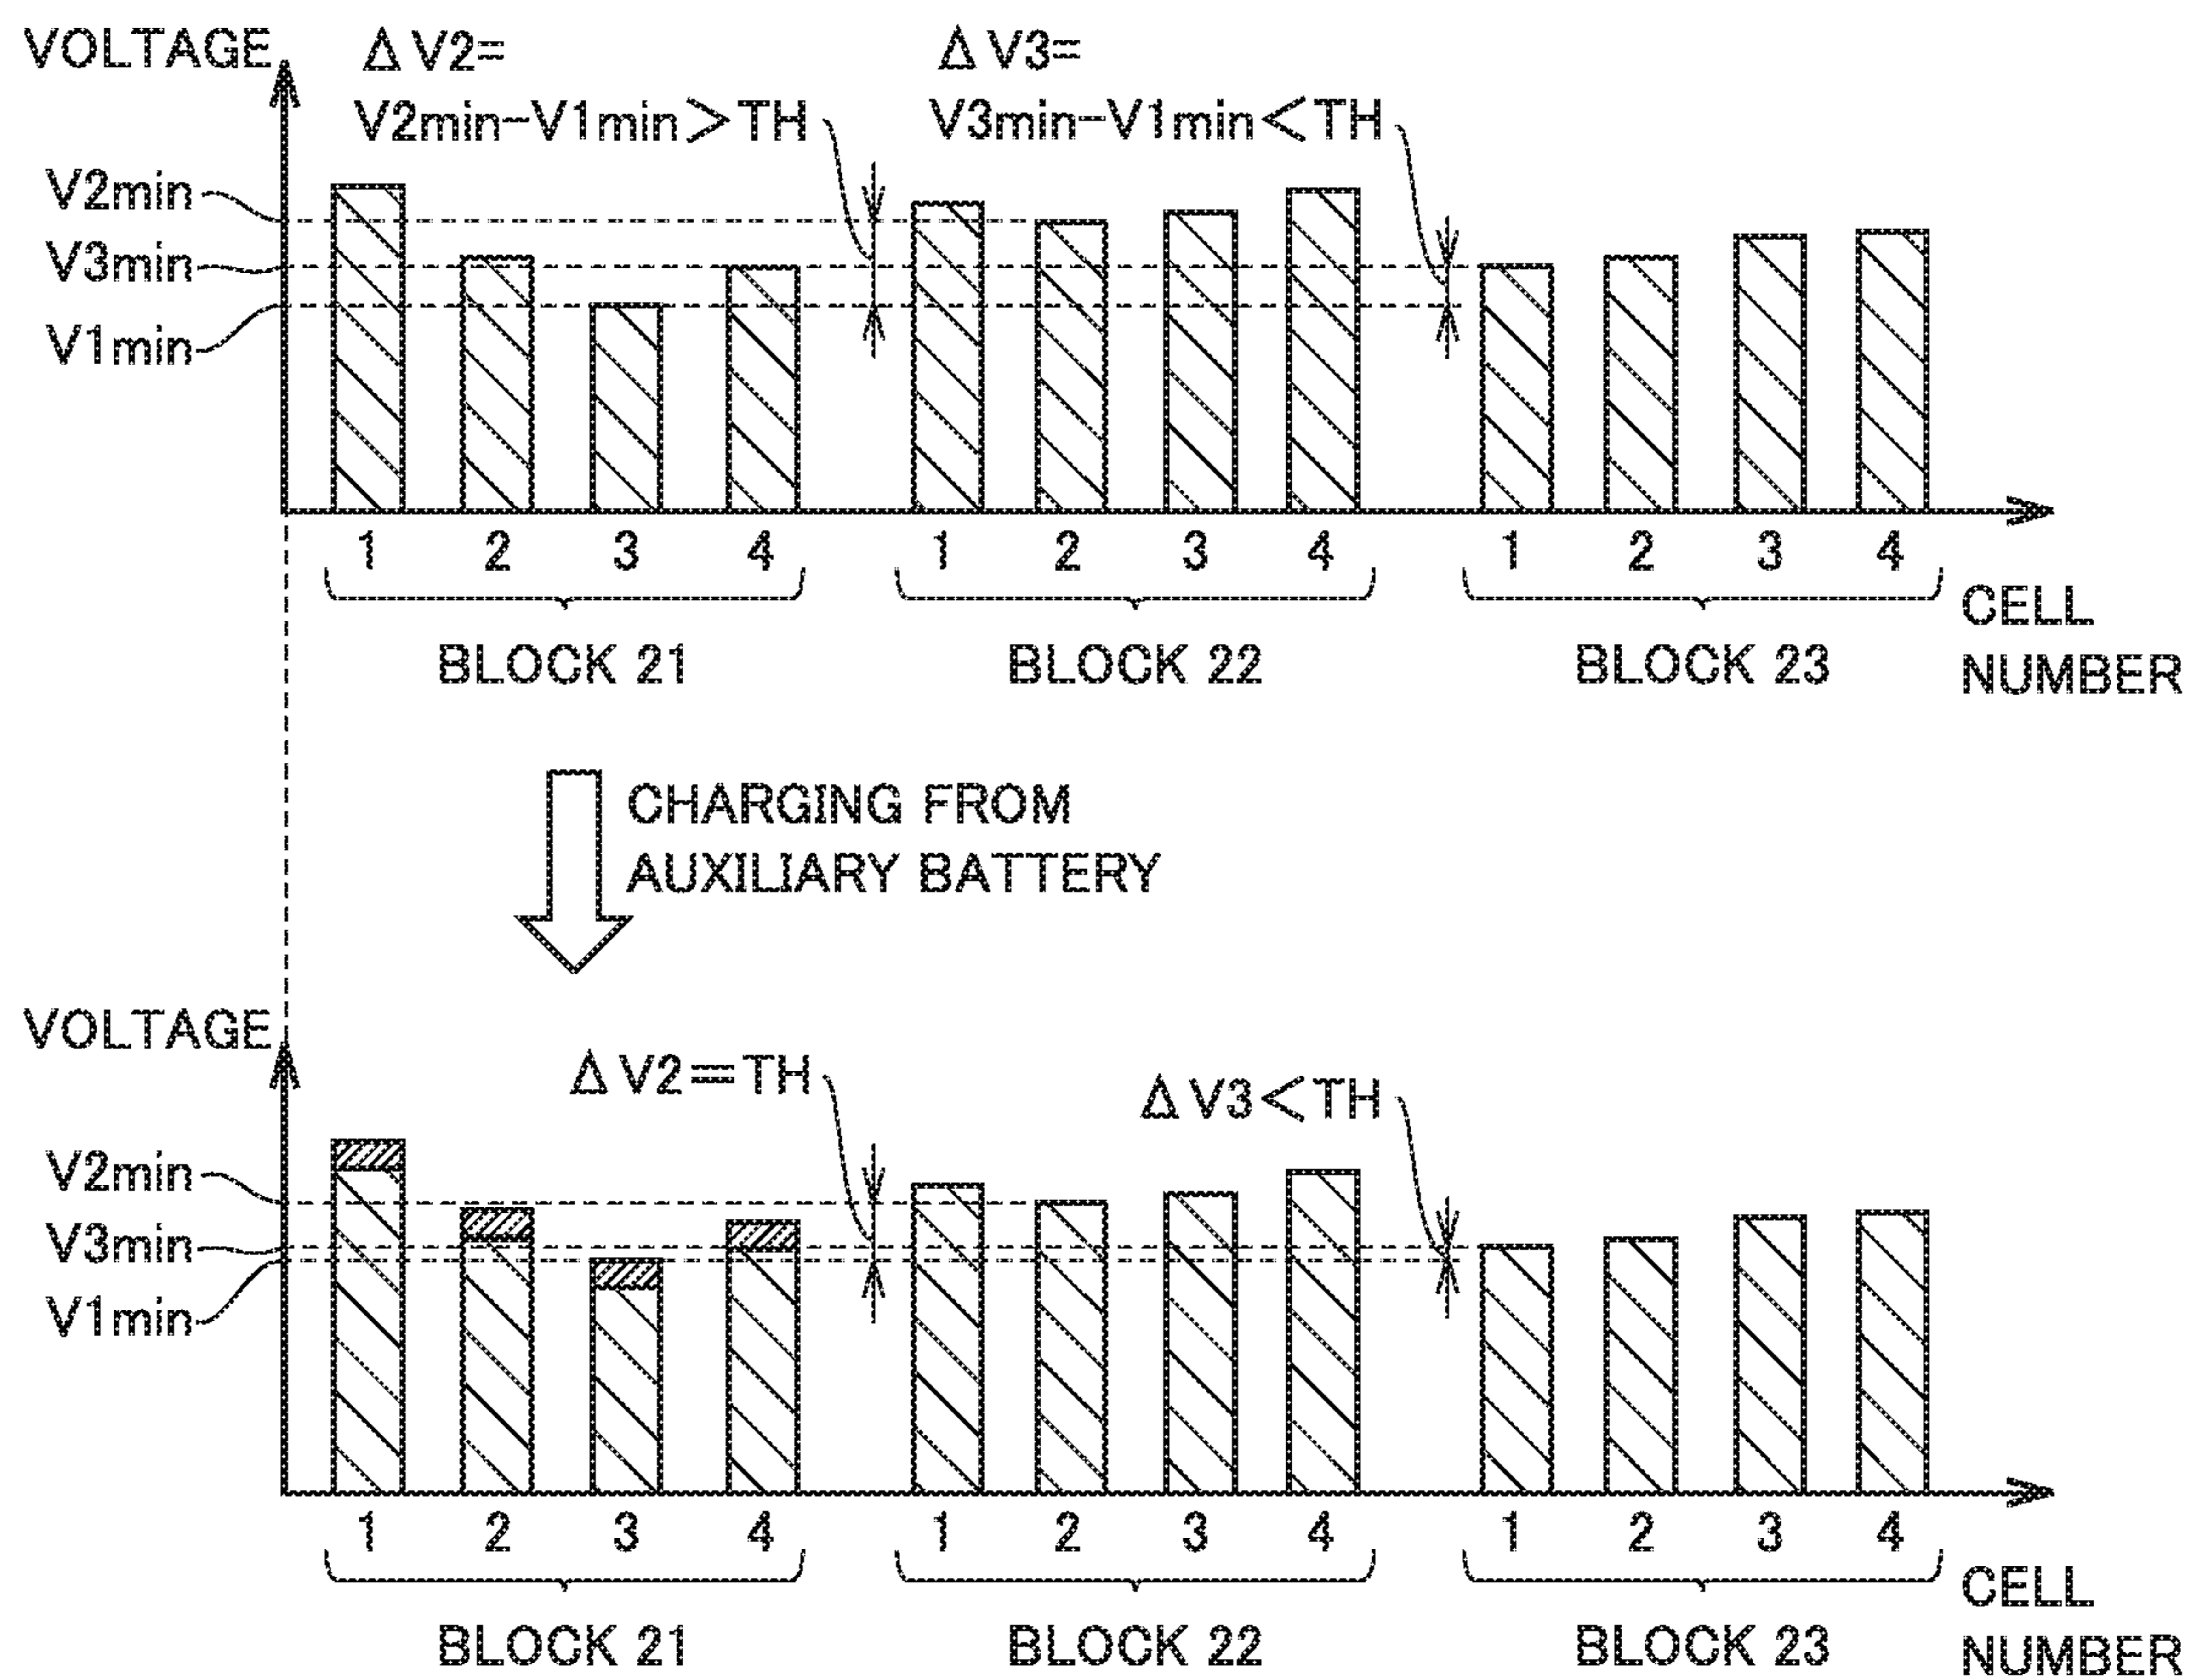 VOLTAGE
ΔV2=
V2min-V1min>TH
ΔV3=
V3min-V1min<TH
V2min
V3min
V1min
1 2 3 4 1 2 3 4 1 2 3 4
BLOCK 21 BLOCK 22 BLOCK 23
CELL
NUMBER
CHARGING FROM
AUXILIARY BATTERY
VOLTAGE
ΔV2=TH
ΔV3<TH
V2min
V3min
V1min
1 2 3 4 1 2 3 4 1 2 3 4
BLOCK 21 BLOCK 22 BLOCK 23
CELL
NUMBER